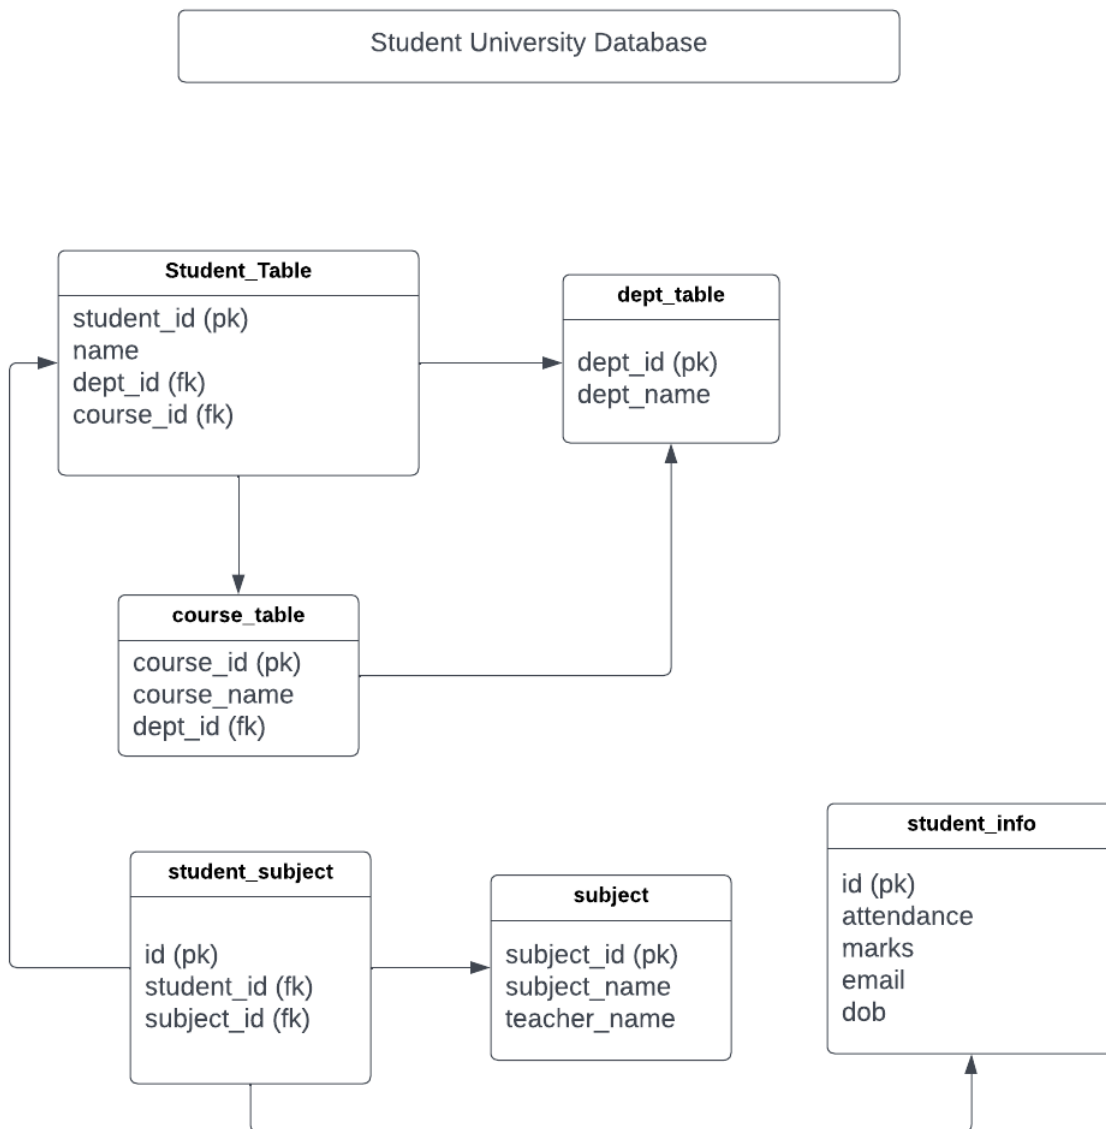 Student University Database
Student_Table
student_id (pk)
name
dept_id (fk)
course_id (fk)
dept_table
dept_id (pk)
dept_name
course_table
course_id (pk)
course_name
dept_id (fk)
student_subject
id (pk)
student_id (fk)
subject_id (fk)
subject
subject_id (pk)
subject_name
teacher_name
student_info
id (pk)
attendance
marks
email
dob